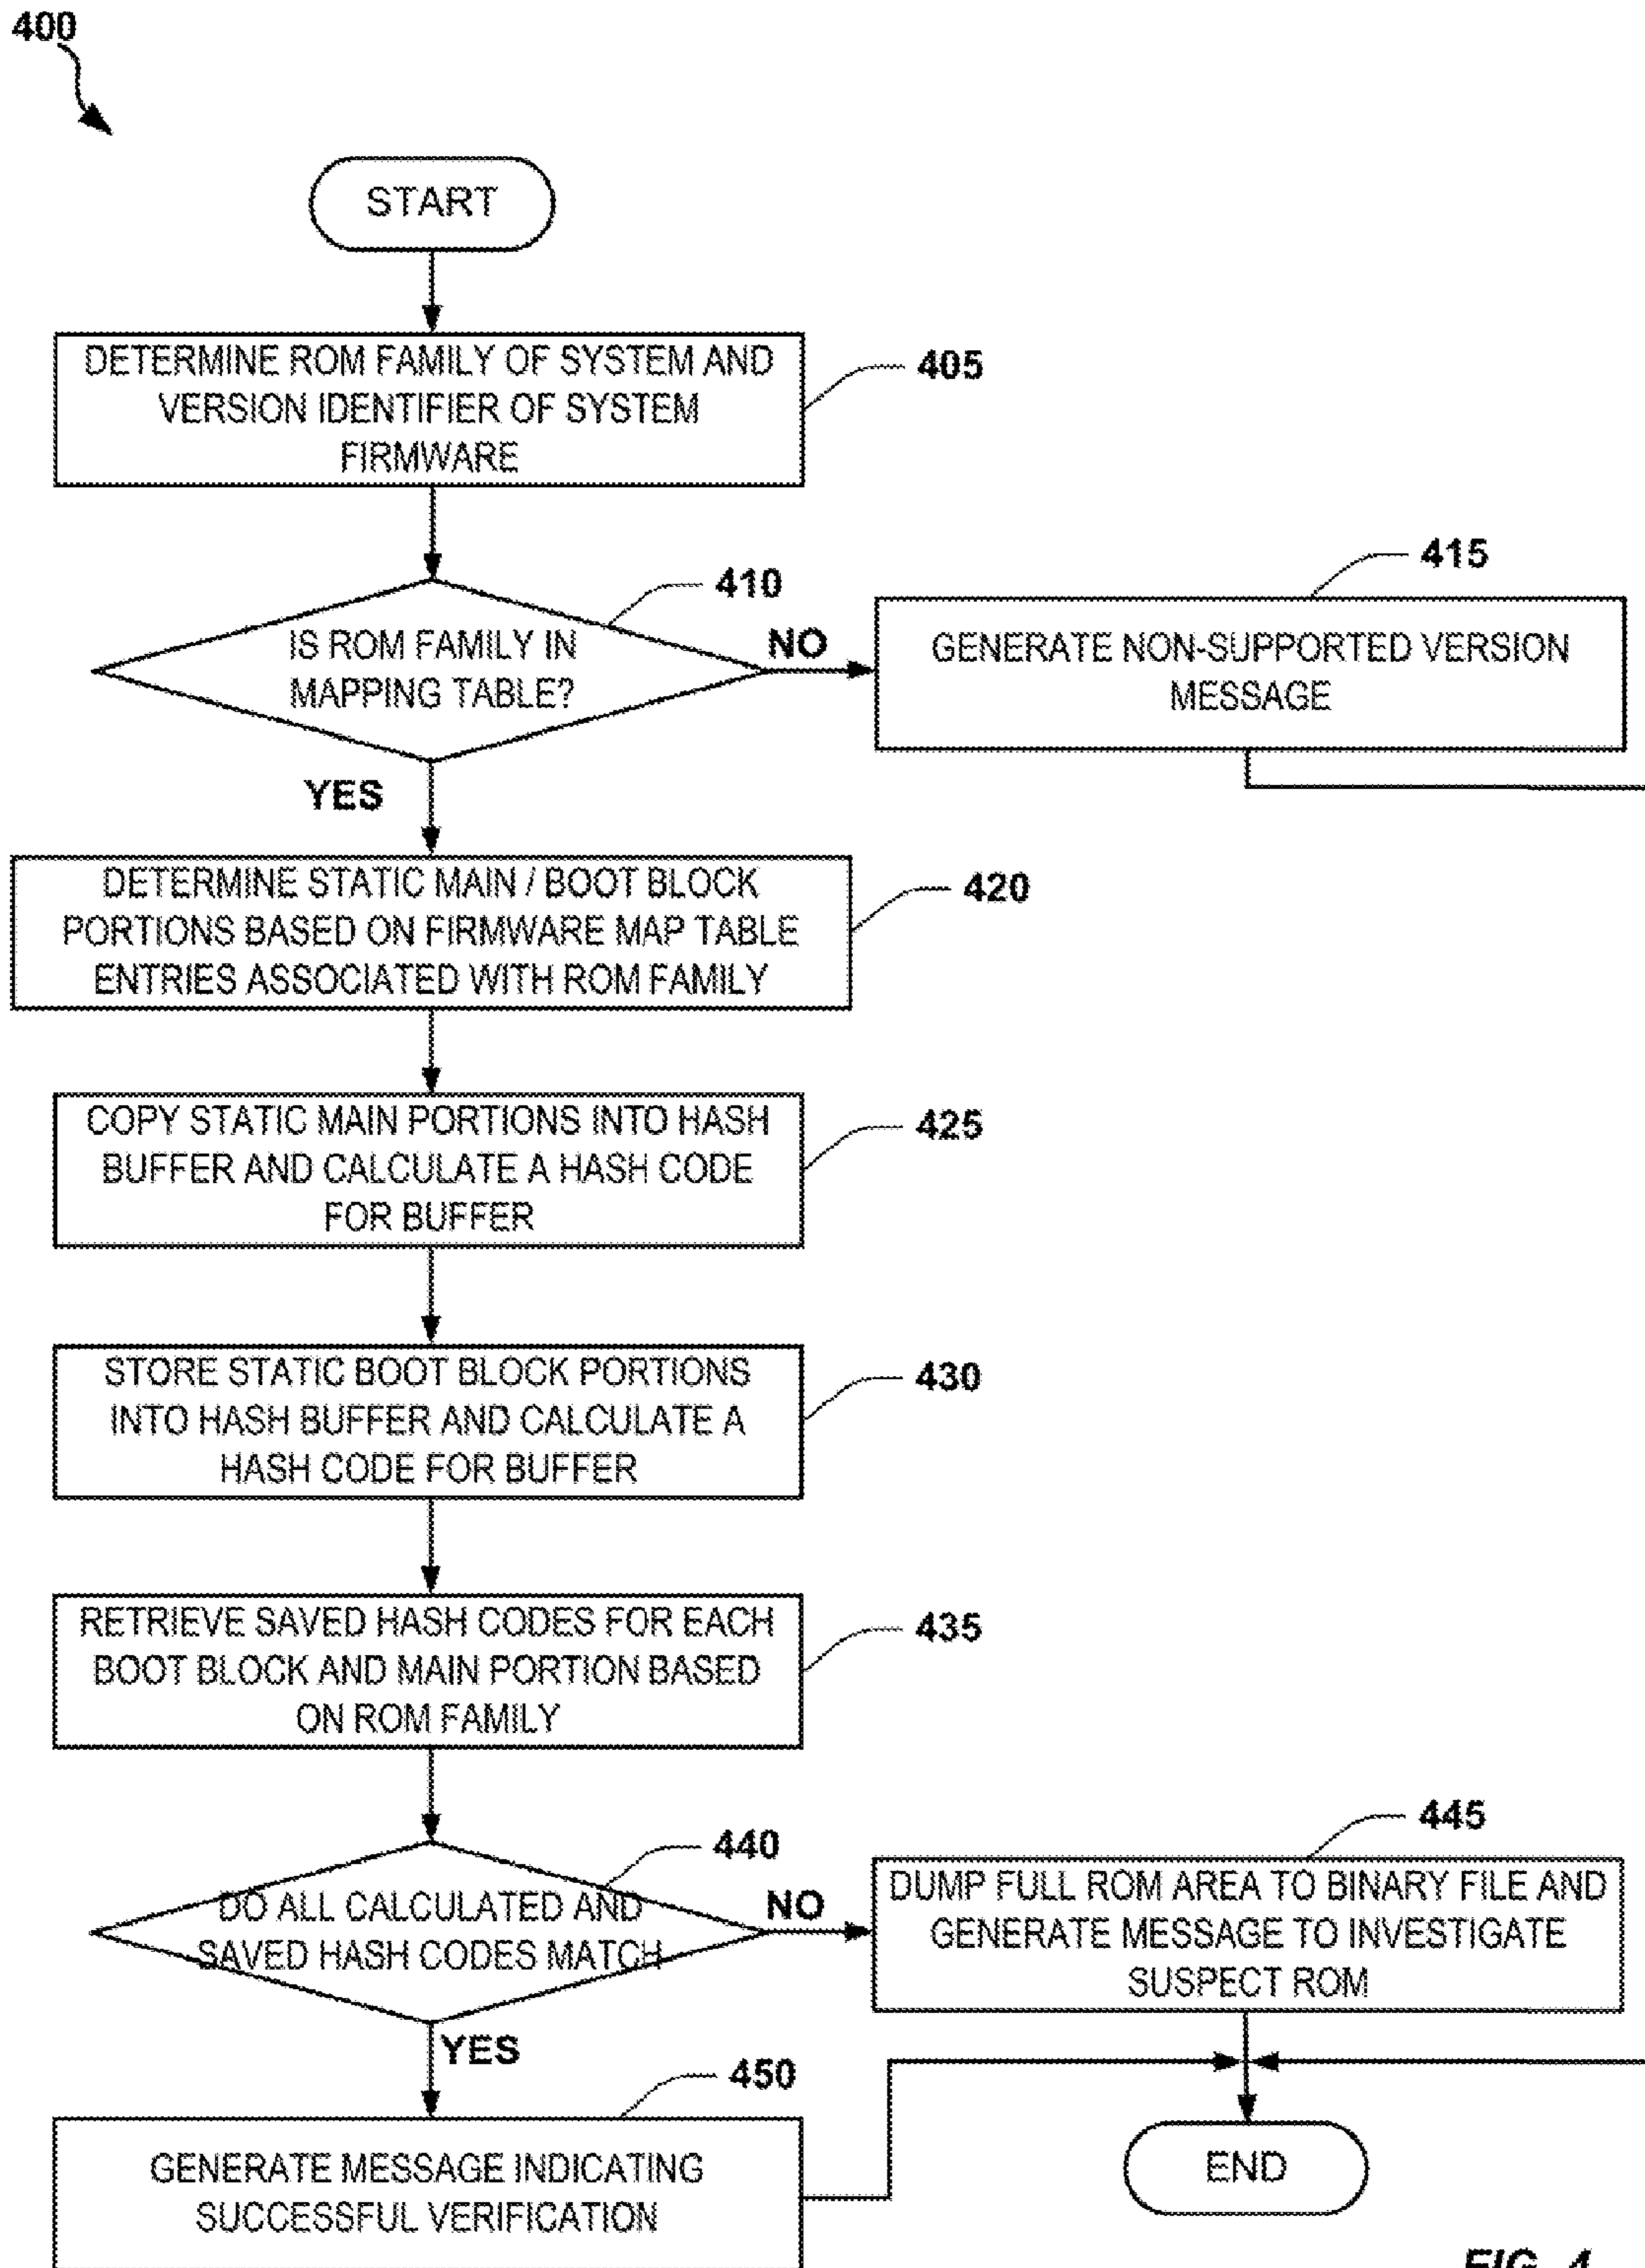 400
START
DETERMINE ROM FAMILY OF SYSTEM AND
VERSION IDENTIFIER OF SYSTEM
FIRMWARE
405
410
IS ROM FAMILY IN
MAPPING TABLE?
NO
415
GENERATE NON-SUPPORTED VERSION
MESSAGE
YES
DETERMINE STATIC MAIN / BOOT BLOCK
PORTIONS BASED ON FIRMWARE MAP TABLE
ENTRIES ASSOCIATED WITH ROM FAMILY
420
COPY STATIC MAIN PORTIONS INTO HASH
BUFFER AND CALCULATE A HASH CODE
FOR BUFFER
425
STORE STATIC BOOT BLOCK PORTIONS
INTO HASH BUFFER AND CALCULATE A
HASH CODE FOR BUFFER
430
RETRIEVE SAVED HASH CODES FOR EACH
BOOT BLOCK AND MAIN PORTION BASED
ON ROM FAMILY
435
440
DO ALL CALCULATED AND
SAVED HASH CODES MATCH
NO
445
DUMP FULL ROM AREA TO BINARY FILE AND
GENERATE MESSAGE TO INVESTIGATE
SUSPECT ROM
YES
450
GENERATE MESSAGE INDICATING
SUCCESSFUL VERIFICATION
END
FIG. 4